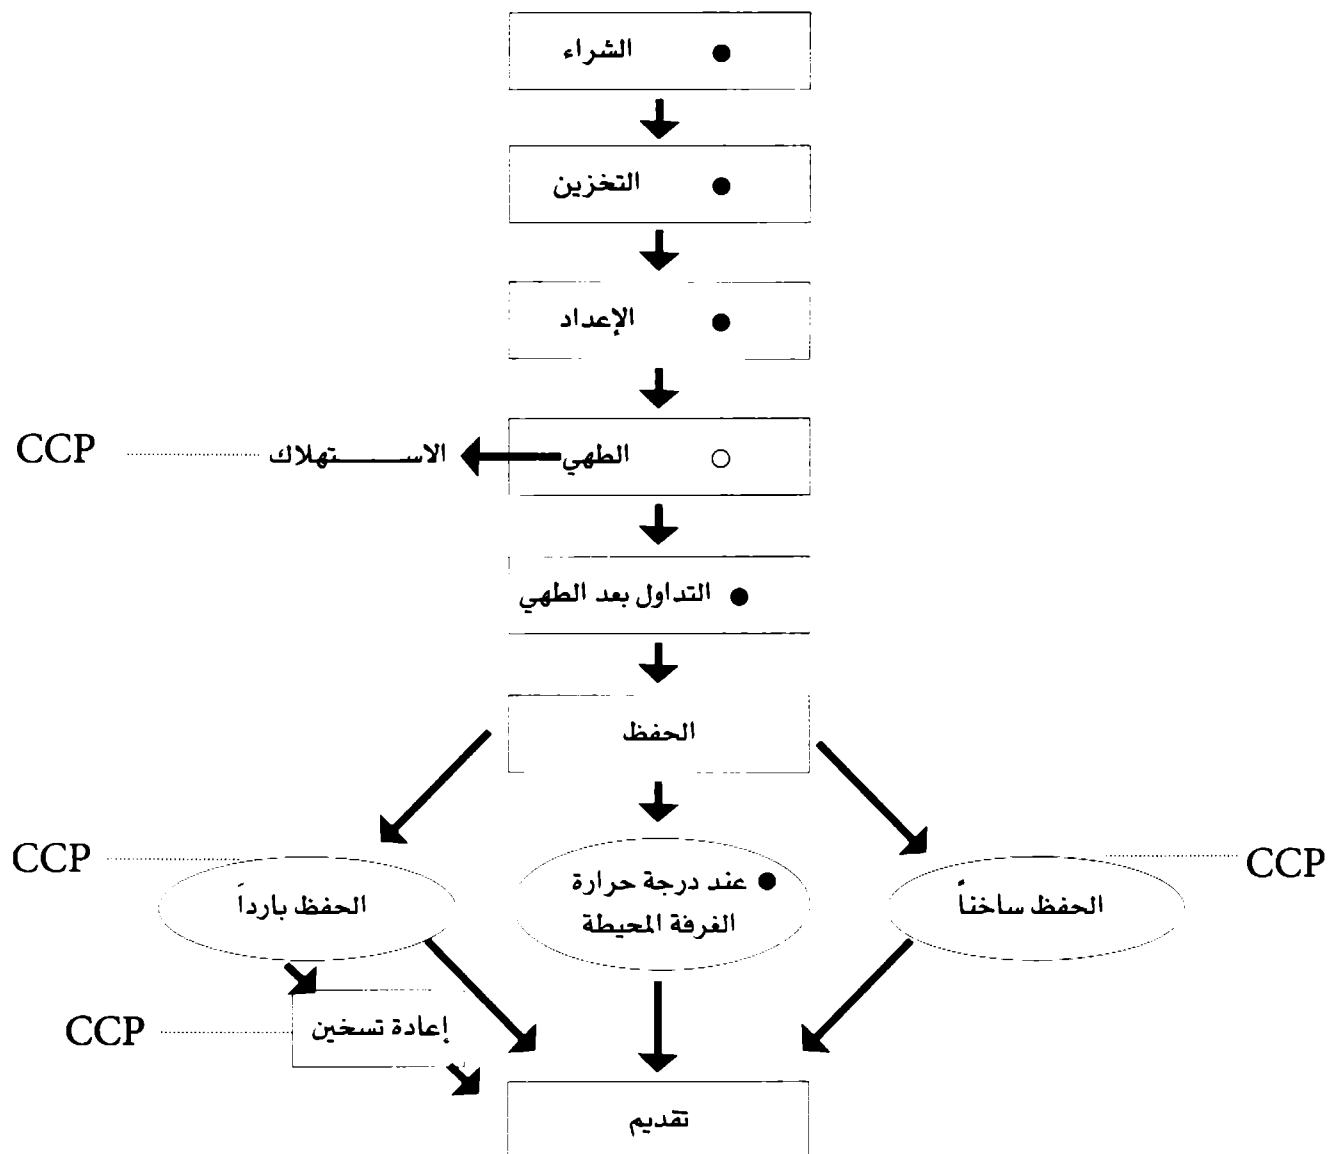 الشراء
التخزين
الإعداد
الطهي
الاستهلاك
CCP
التداول بعد الطهي
الحفظ
CCP
الحفظ ساخناً
عند درجة حرارة
الغرفة المحيطة
الحفظ بارداً
CCP
إعادة تسخين
CCP
تقديم